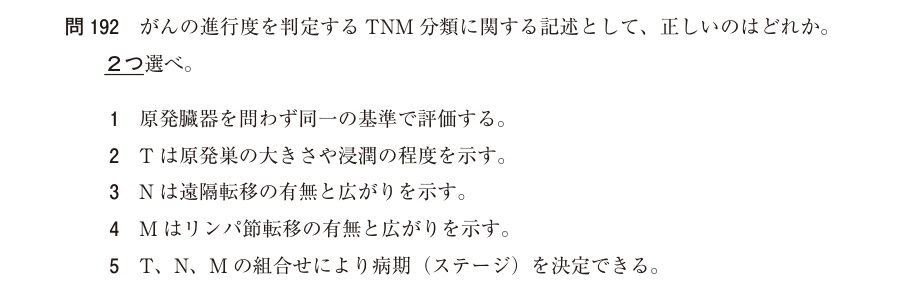 問192 がんの進行度を判定する TNM 分類に関する記述として、正しいのはどれか。
２つ選べ。
1 原発臓器を問わず同一の基準で評価する。
2 T は原発巣の大きさや浸潤の程度を示す。
3 N は遠隔転移の有無と広がりを示す。
4 M はリンパ節転移の有無と広がりを示す。
5 T、N、M の組合せにより病期（ステージ）を決定できる。